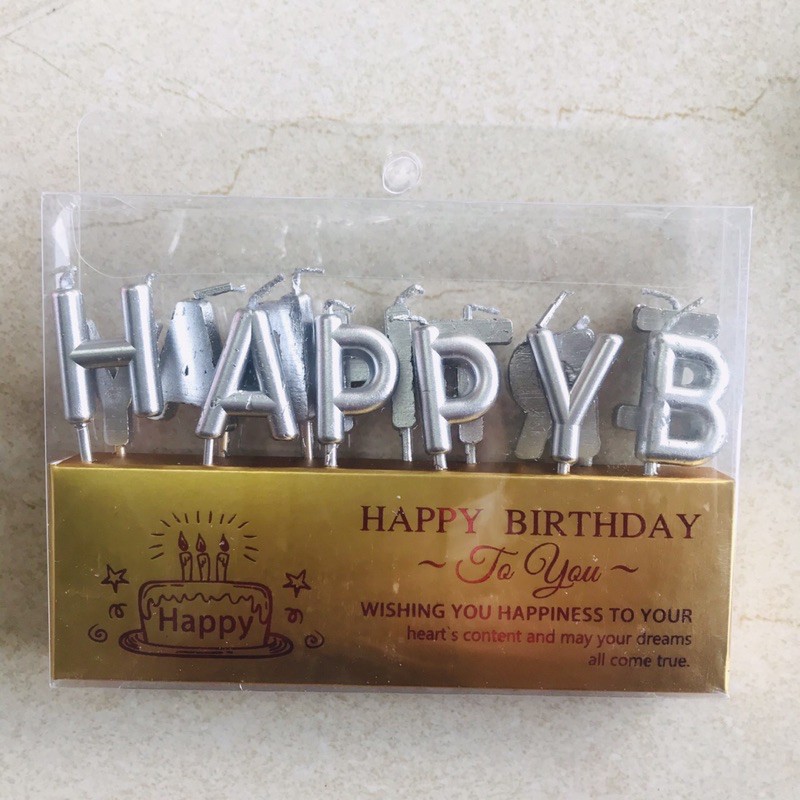 HAPPYB
HAPPY BIRTHDAY
~ To You ~
WISHING YOU HAPPINESS TO YOUR
heart`s content and may your dreams
all come true.
Happy